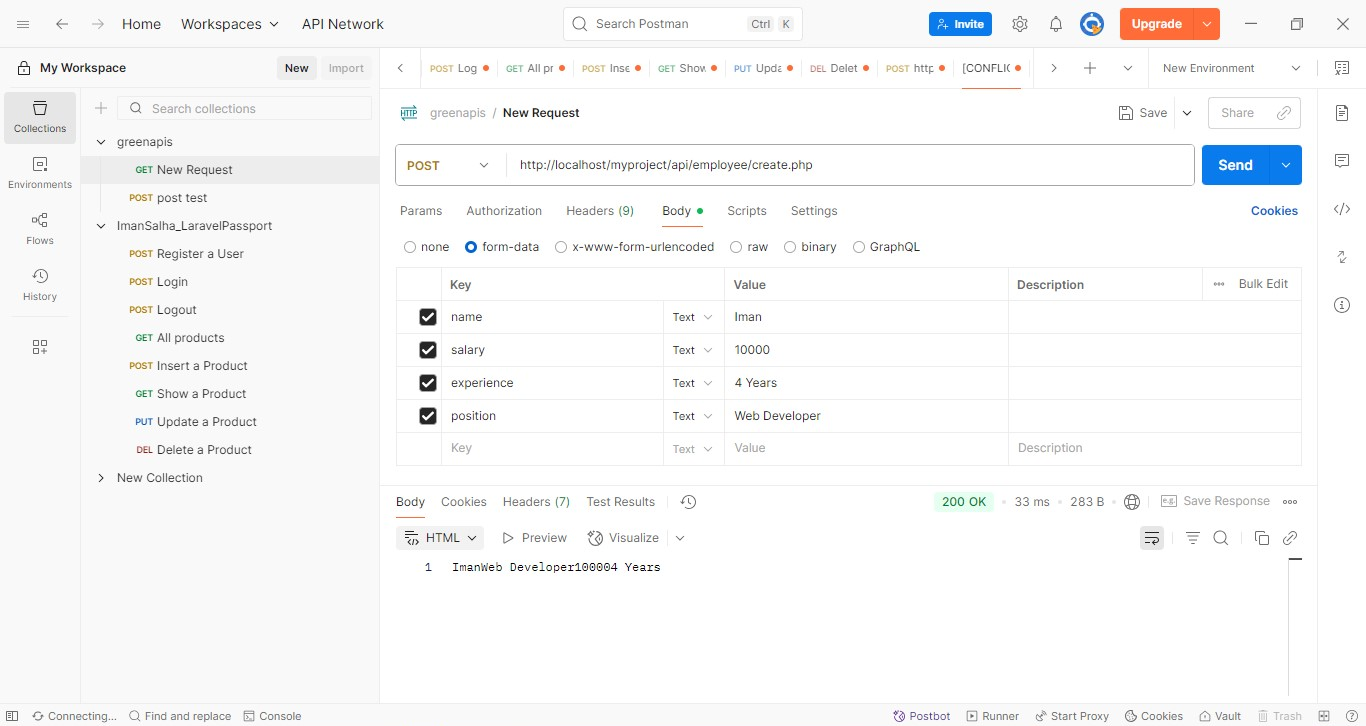 Home Workspaces API Network Search Postman Ctrl K Invite Upgrade
My Workspace New Import
POST Log GET All pr POST Inse GET Show PUT Upda DEL Delet POST http [CONFLIC New Environment
Collections
Environments
Flows
History
Search collections
greenapis
GET New Request
POST post test
ImanSalha_LaravelPassport
POST Register a User
POST Login
POST Logout
GET All products
POST Insert a Product
GET Show a Product
PUT Update a Product
DEL Delete a Product
New Collection
HTTP greenapis / New Request Save Share
POST http://localhost/myproject/api/employee/create.php Send
Params Authorization Headers (9) Body Scripts Settings Cookies
none form-data x-www-form-urlencoded raw binary GraphQL
Key Value Description Bulk Edit
name Text Iman
salary Text 10000
experience Text 4 Years
position Text Web Developer
Key Text Value Description
Body Cookies Headers (7) Test Results 200 OK 33 ms 283 B e.g. Save Response
HTML Preview Visualize
1 ImanWeb Developer100004 Years
Connecting... Find and replace Console Postbot Runner Start Proxy Cookies Vault Trash